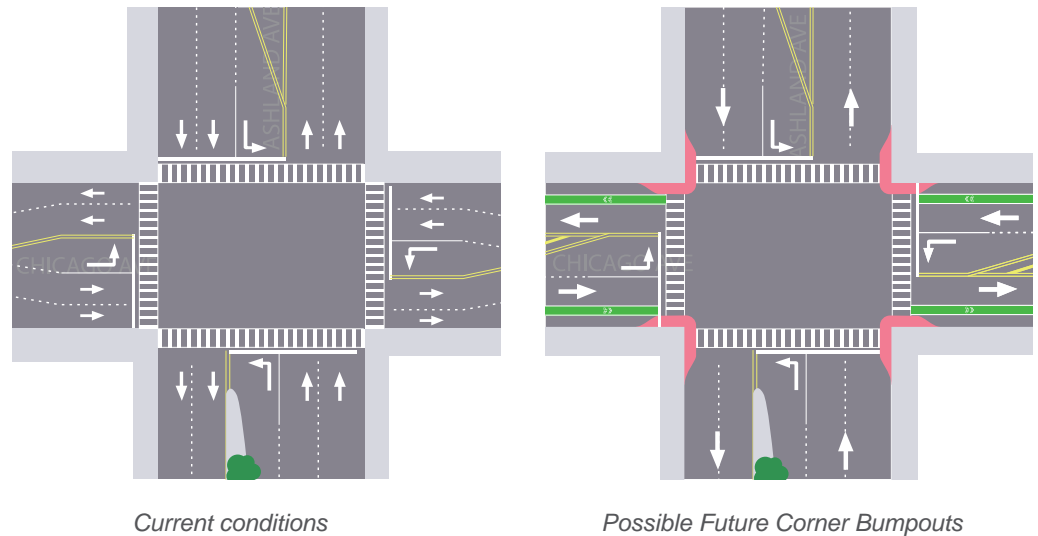 ASHLAND AVE
CHICAGO AVE
Current conditions
ASHLAND AVE
CHICAGO AVE
Possible Future Corner Bumpouts